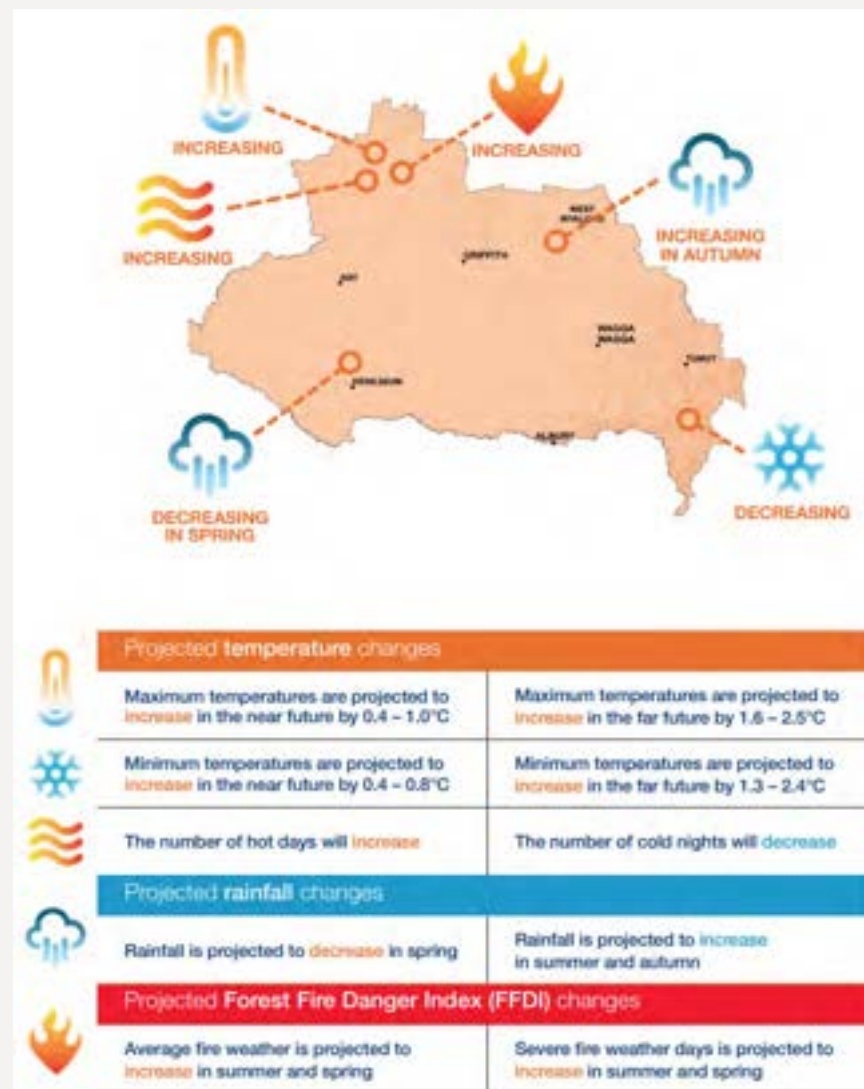 INCREASING
INCREASING
INCREASING
INCREASING
IN AUTUMN
WEST
WYALONG
GRIFFITH
HAY
WAGGA
WAGGA
TUMUT
DENILIQUIN
ALBURY
DECREASING
IN SPRING
DECREASING
Projected temperature changes
Maximum temperatures are projected to
increase in the near future by 0.4 – 1.0°C
Maximum temperatures are projected to
increase in the far future by 1.6 – 2.5°C
Minimum temperatures are projected to
increase in the near future by 0.4 – 0.8°C
Minimum temperatures are projected to
increase in the far future by 1.3 – 2.4°C
The number of hot days will increase
The number of cold nights will decrease
Projected rainfall changes
Rainfall is projected to decrease in spring
Rainfall is projected to increase
in summer and autumn
Projected Forest Fire Danger Index (FFDI) changes
Average fire weather is projected to
increase in summer and spring
Severe fire weather days is projected to
increase in summer and spring